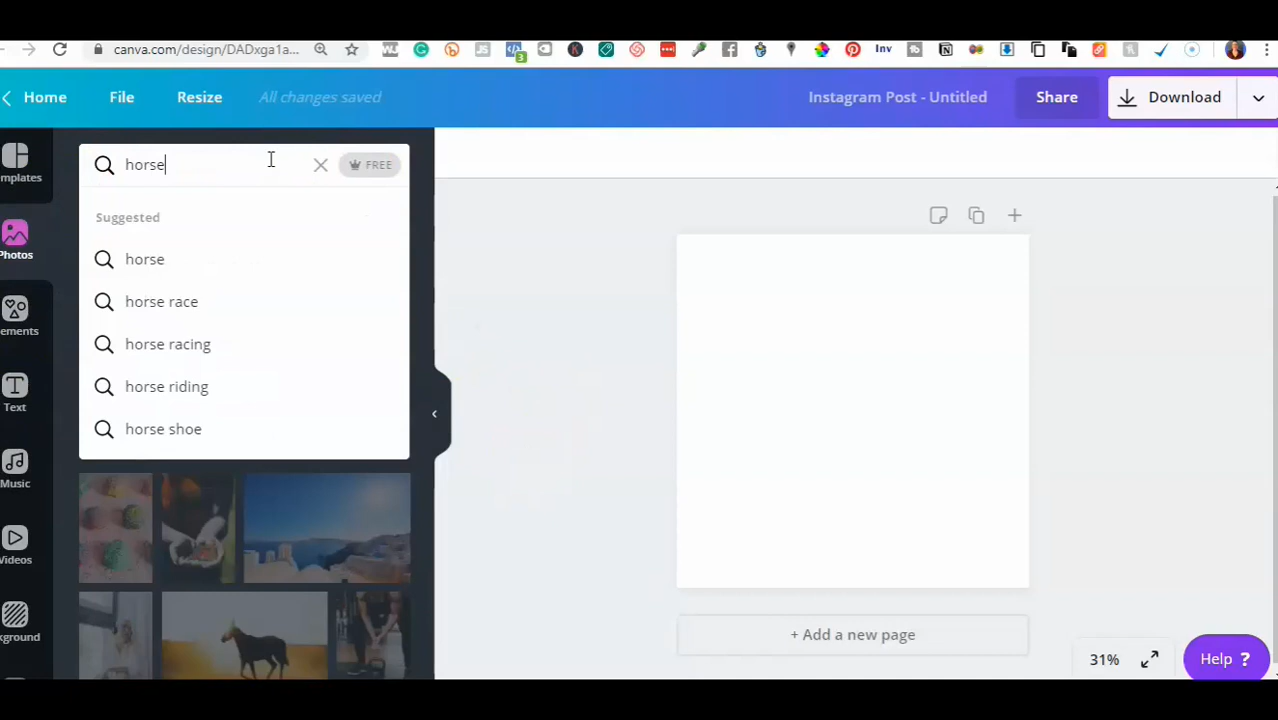 canva.com/design/DADxga1a...
3
Inv
Home
File
Resize
All changes saved
Instagram Post - Untitled
Share
Download
horse
FREE
Suggested
horse
horse race
horse racing
horse riding
horse shoe
mplates
Photos
ements
Text
Music
Videos
kground
+ Add a new page
31%
Help ?